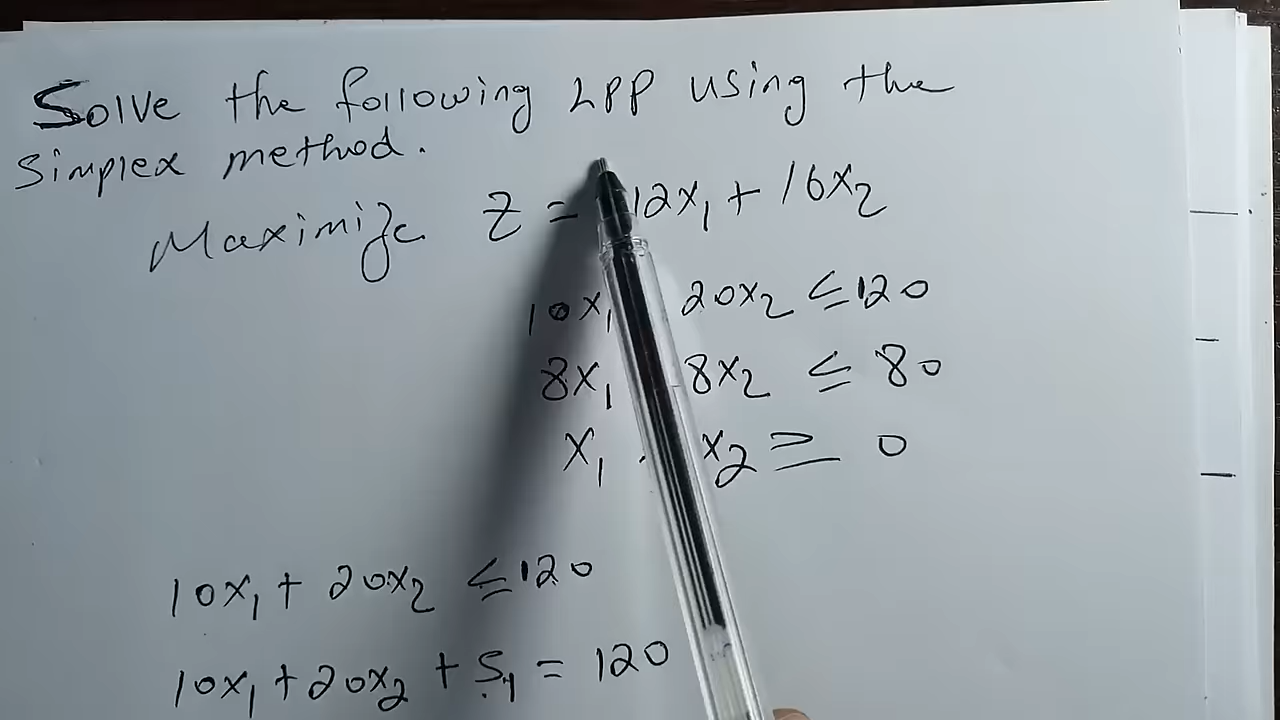 Solve the following LPP using the
simplex method.
Maximize Z = 12x₁ + 16x₂
10x₁ 20x₂ ≤ 120
8x₁ 8x₂ ≤ 80
x₁ , x₂ ≥ 0
10x₁ + 20x₂ ≤ 120
10x₁ + 20x₂ + S₁ = 120